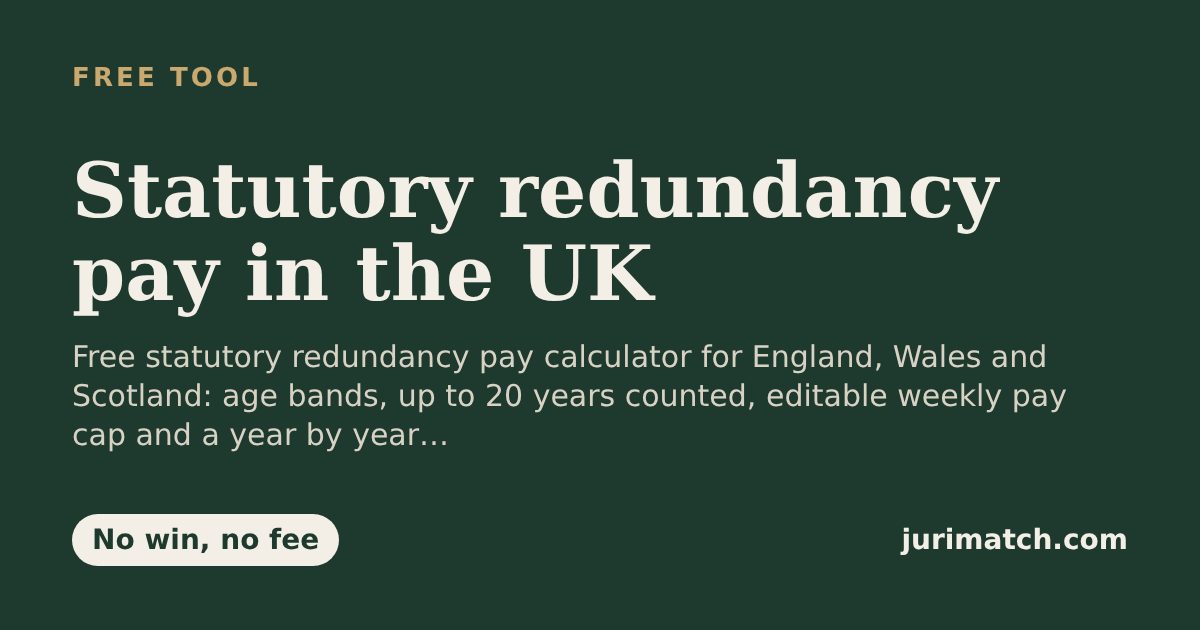 FREE TOOL
Statutory redundancy
pay in the UK
Free statutory redundancy pay calculator for England, Wales and
Scotland: age bands, up to 20 years counted, editable weekly pay
cap and a year by year…
No win, no fee
jurimatch.com